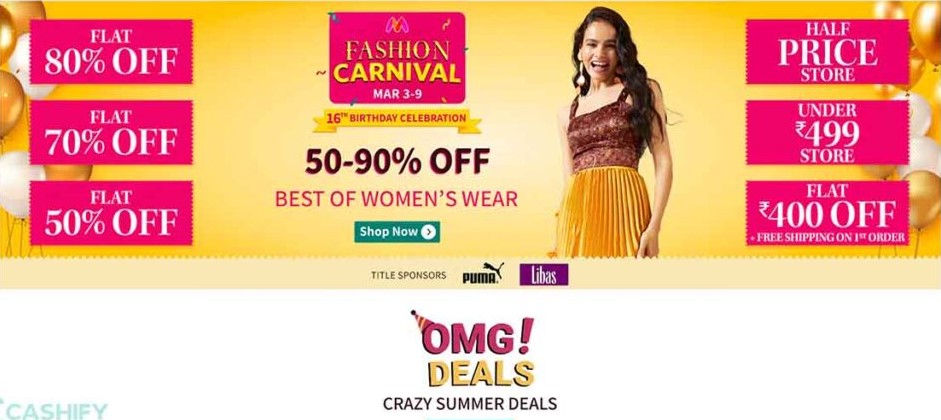 FLAT
80% OFF
FLAT
70% OFF
FLAT
50% OFF
FASHION
CARNIVAL
MAR 3-9
16TH BIRTHDAY CELEBRATION
50-90% OFF
BEST OF WOMEN'S WEAR
Shop Now
HALF
PRICE
STORE
UNDER
₹499
STORE
FLAT
₹400 OFF
+ FREE SHIPPING ON 1ST ORDER
TITLE SPONSORS PUMA Libas
OMG!
DEALS
CRAZY SUMMER DEALS
CASHIFY